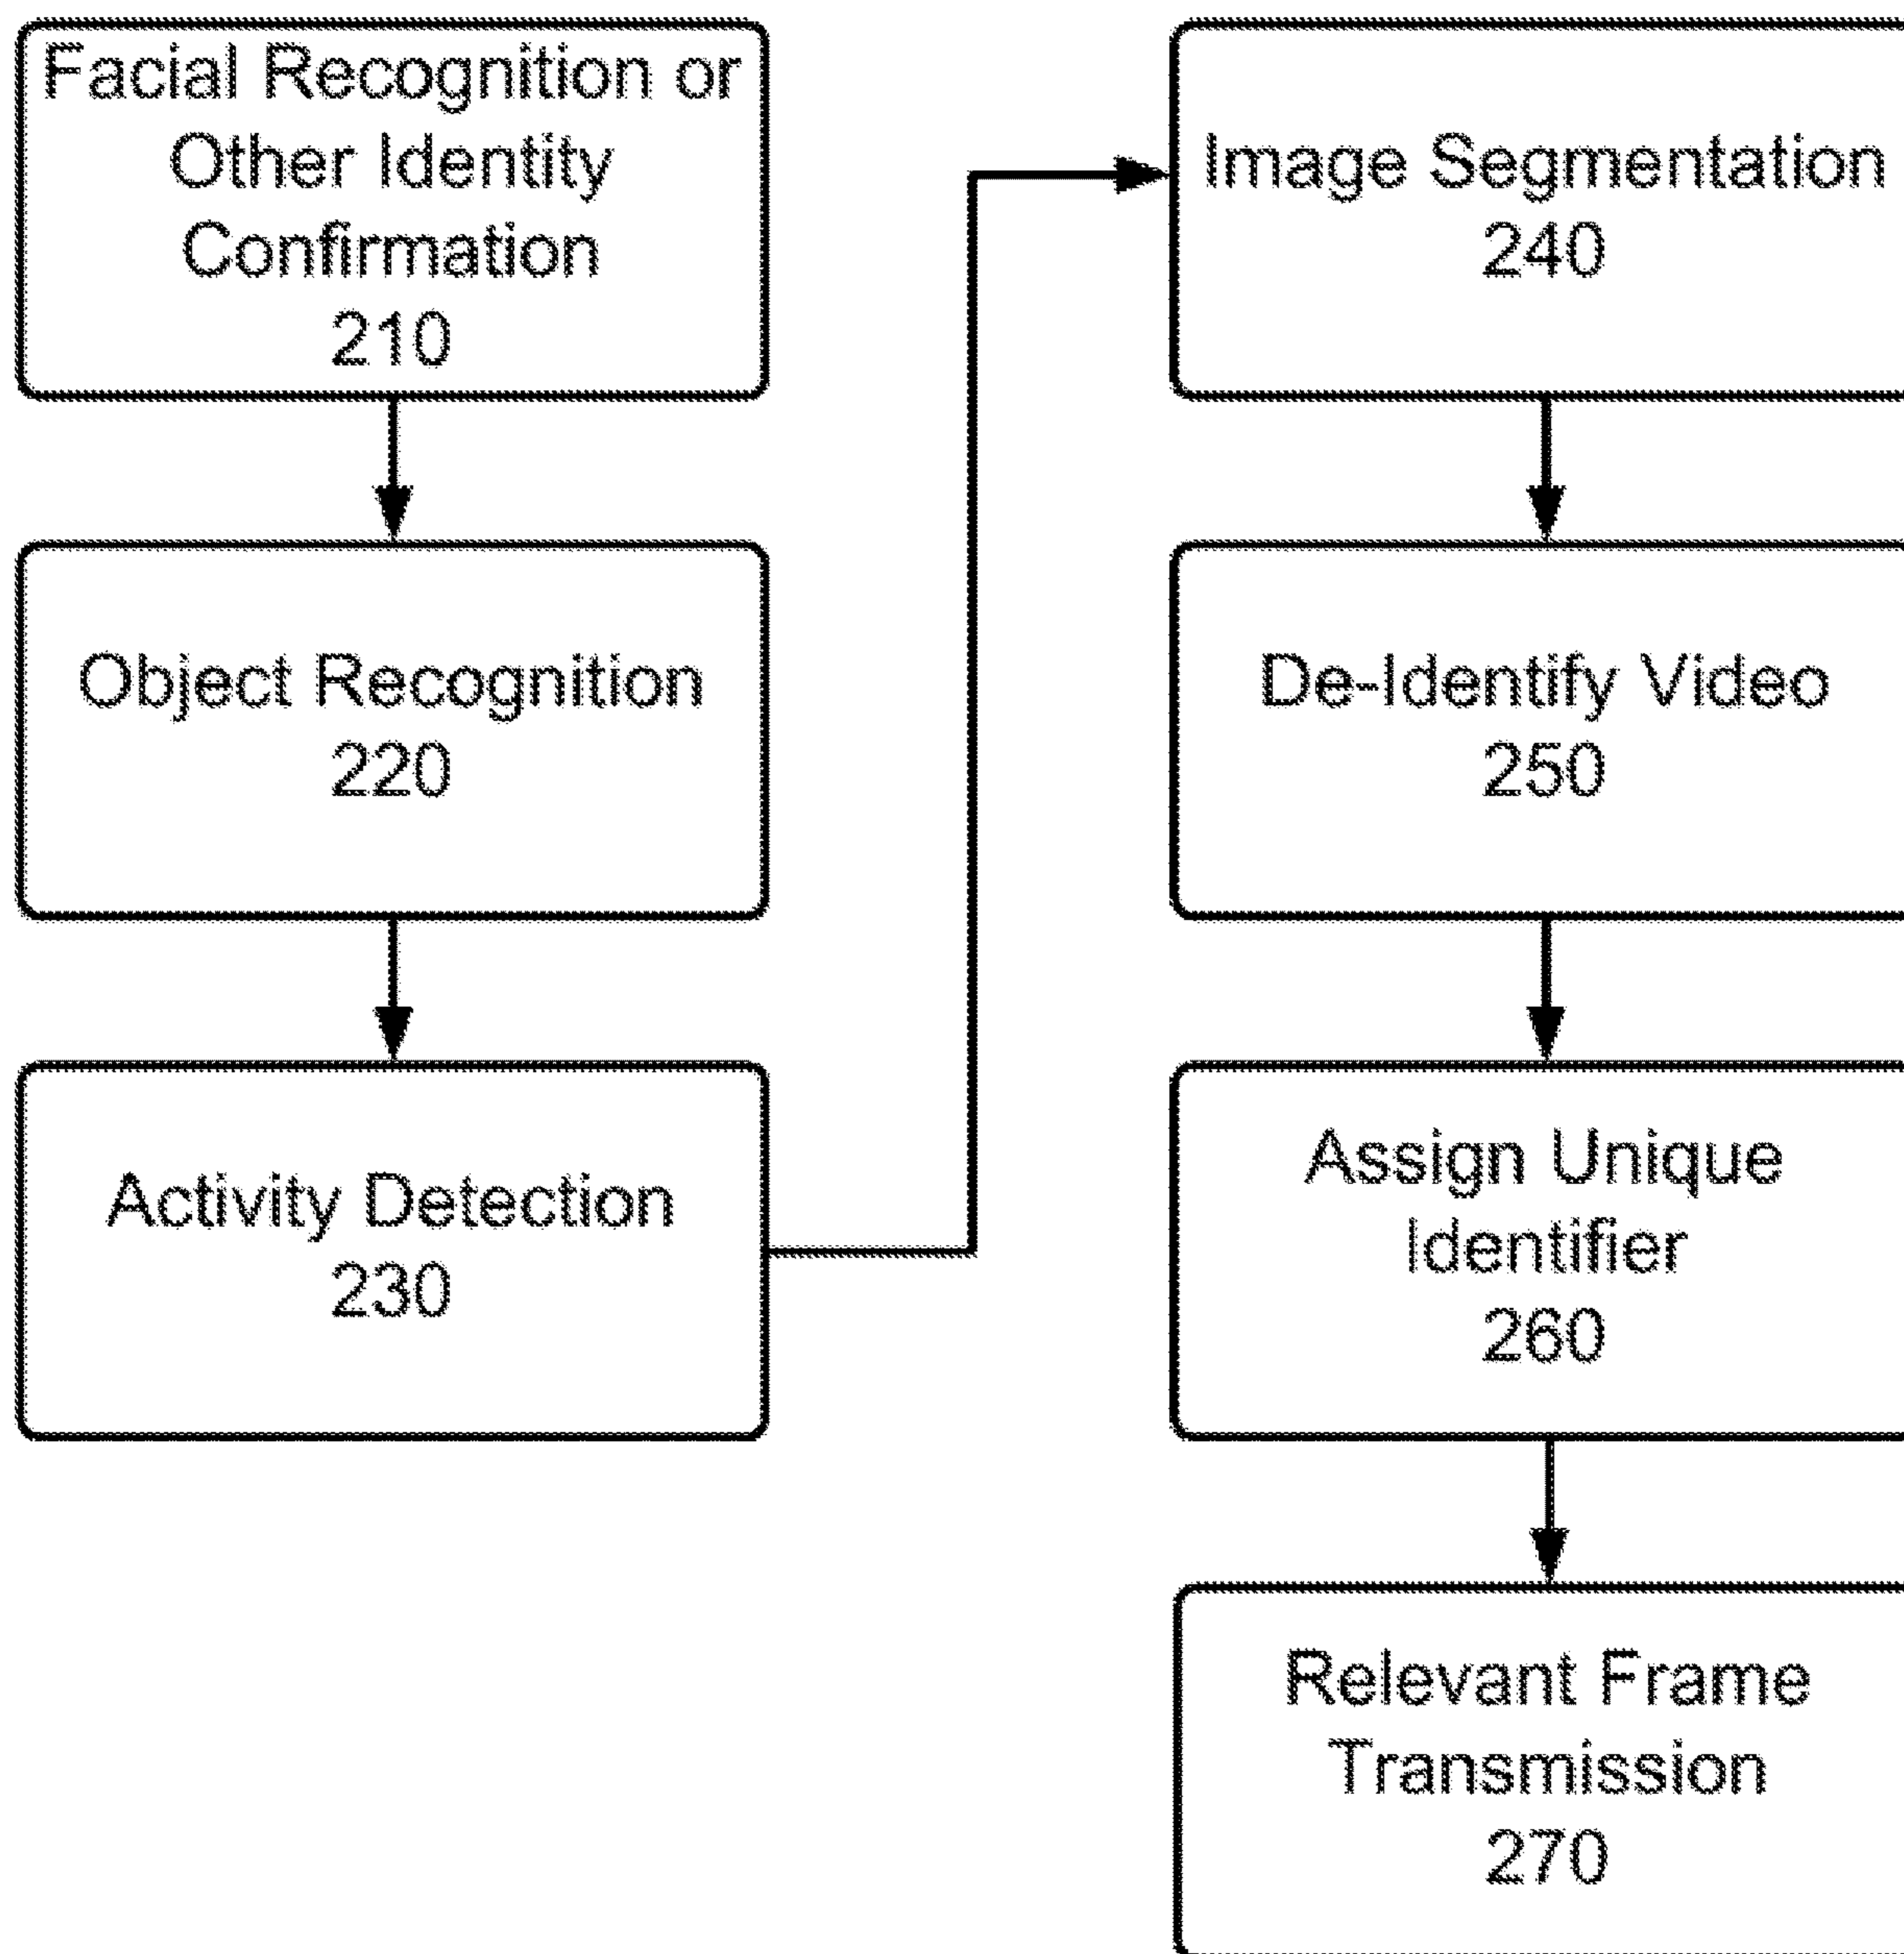 Facial Recognition or
Other Identity
Confirmation
210
Object Recognition
220
Activity Detection
230
Image Segmentation
240
De-Identify Video
250
Assign Unique
Identifier
260
Relevant Frame
Transmission
270